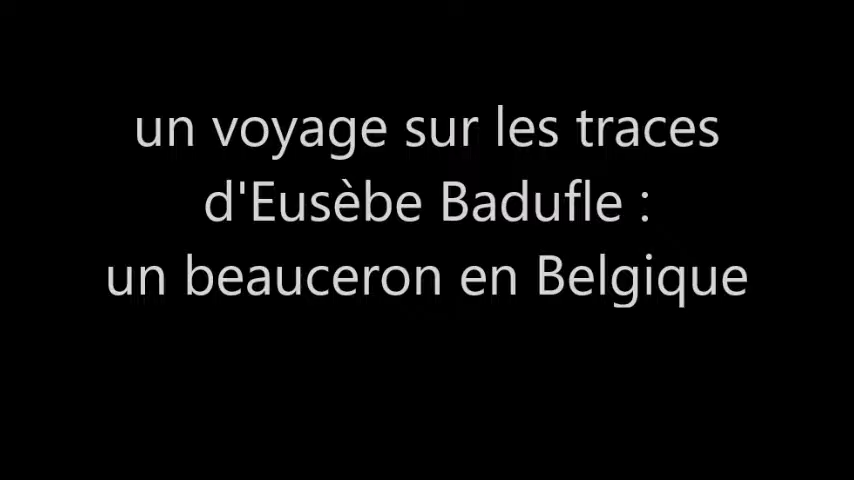 un voyage sur les traces
d'Eusèbe Badufle :
un beauceron en Belgique